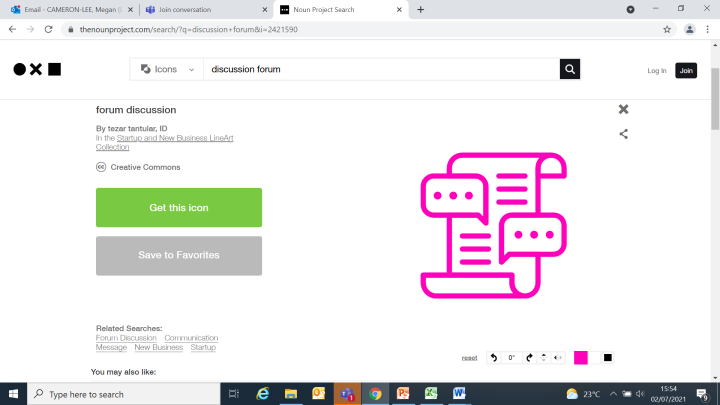 Email - CAMERON-LEE, Megan (
Join conversation
Noun Project Search
thenounproject.com/search/?q=discussion+forum&i=2421590
Icons
discussion forum
Log In
Join
forum discussion
By tezar tantular, ID
In the Startup and New Business LineArt
Collection
cc Creative Commons
Get this icon
Save to Favorites
Related Searches:
Forum Discussion Communication
Message New Business Startup
reset
0°
You may also like:
Type here to search
23°C
15:54
02/07/2021